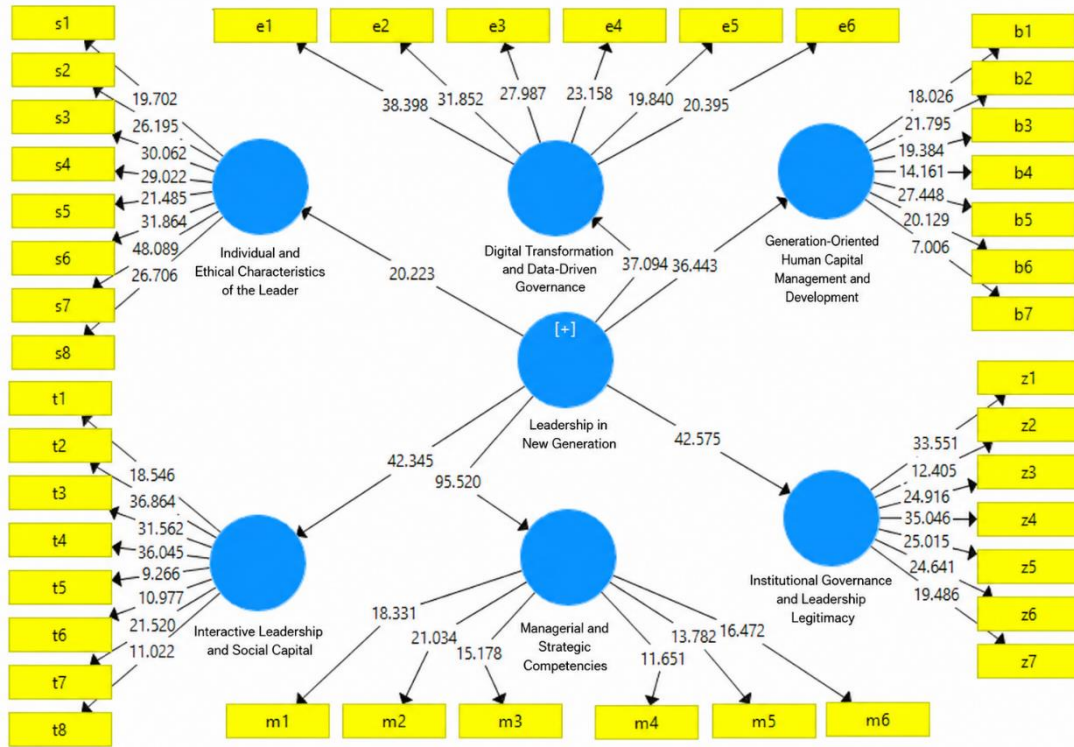 s1
s2
s3
s4
s5
s6
s7
s8
19.702
26.195
30.062
29.022
21.485
31.864
48.089
26.706
Individual and
Ethical Characteristics
of the Leader
e1
e2
e3
e4
e5
e6
38.398
31.852
27.987
23.158
19.840
20.395
Digital Transformation
and Data-Driven
Governance
b1
b2
b3
b4
b5
b6
b7
18.026
21.795
19.384
14.161
27.448
20.129
7.006
Generation-Oriented
Human Capital
Management and
Development
20.223
37.094
36.443
[+]
Leadership in
New Generation
42.345
95.520
42.575
t1
t2
t3
t4
t5
t6
t7
t8
18.546
36.864
31.562
36.045
9.266
10.977
21.520
11.022
Interactive Leadership
and Social Capital
Managerial and
Strategic
Competencies
18.331
21.034
15.178
11.651
13.782
16.472
m1
m2
m3
m4
m5
m6
z1
z2
z3
z4
z5
z6
z7
33.551
12.405
24.916
35.046
25.015
24.641
19.486
Institutional Governance
and Leadership
Legitimacy